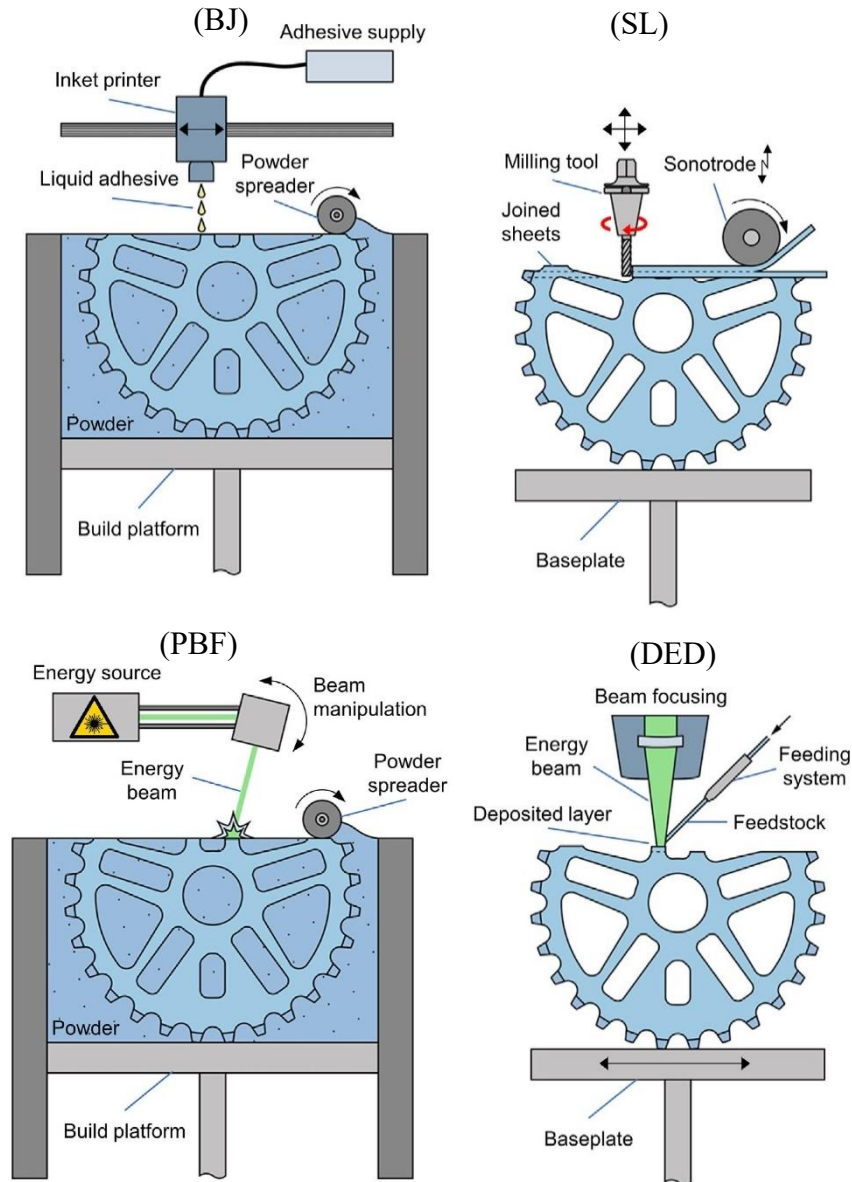 (BJ)
Adhesive supply
Inket printer
Liquid adhesive
Powder
spreader
Powder
Build platform
(SL)
Milling tool
Sonotrode
Joined
sheets
Baseplate
(PBF)
Energy source
Beam
manipulation
Energy
beam
Powder
spreader
Powder
Build platform
(DED)
Beam focusing
Energy
beam
Feeding
system
Deposited layer
Feedstock
Baseplate